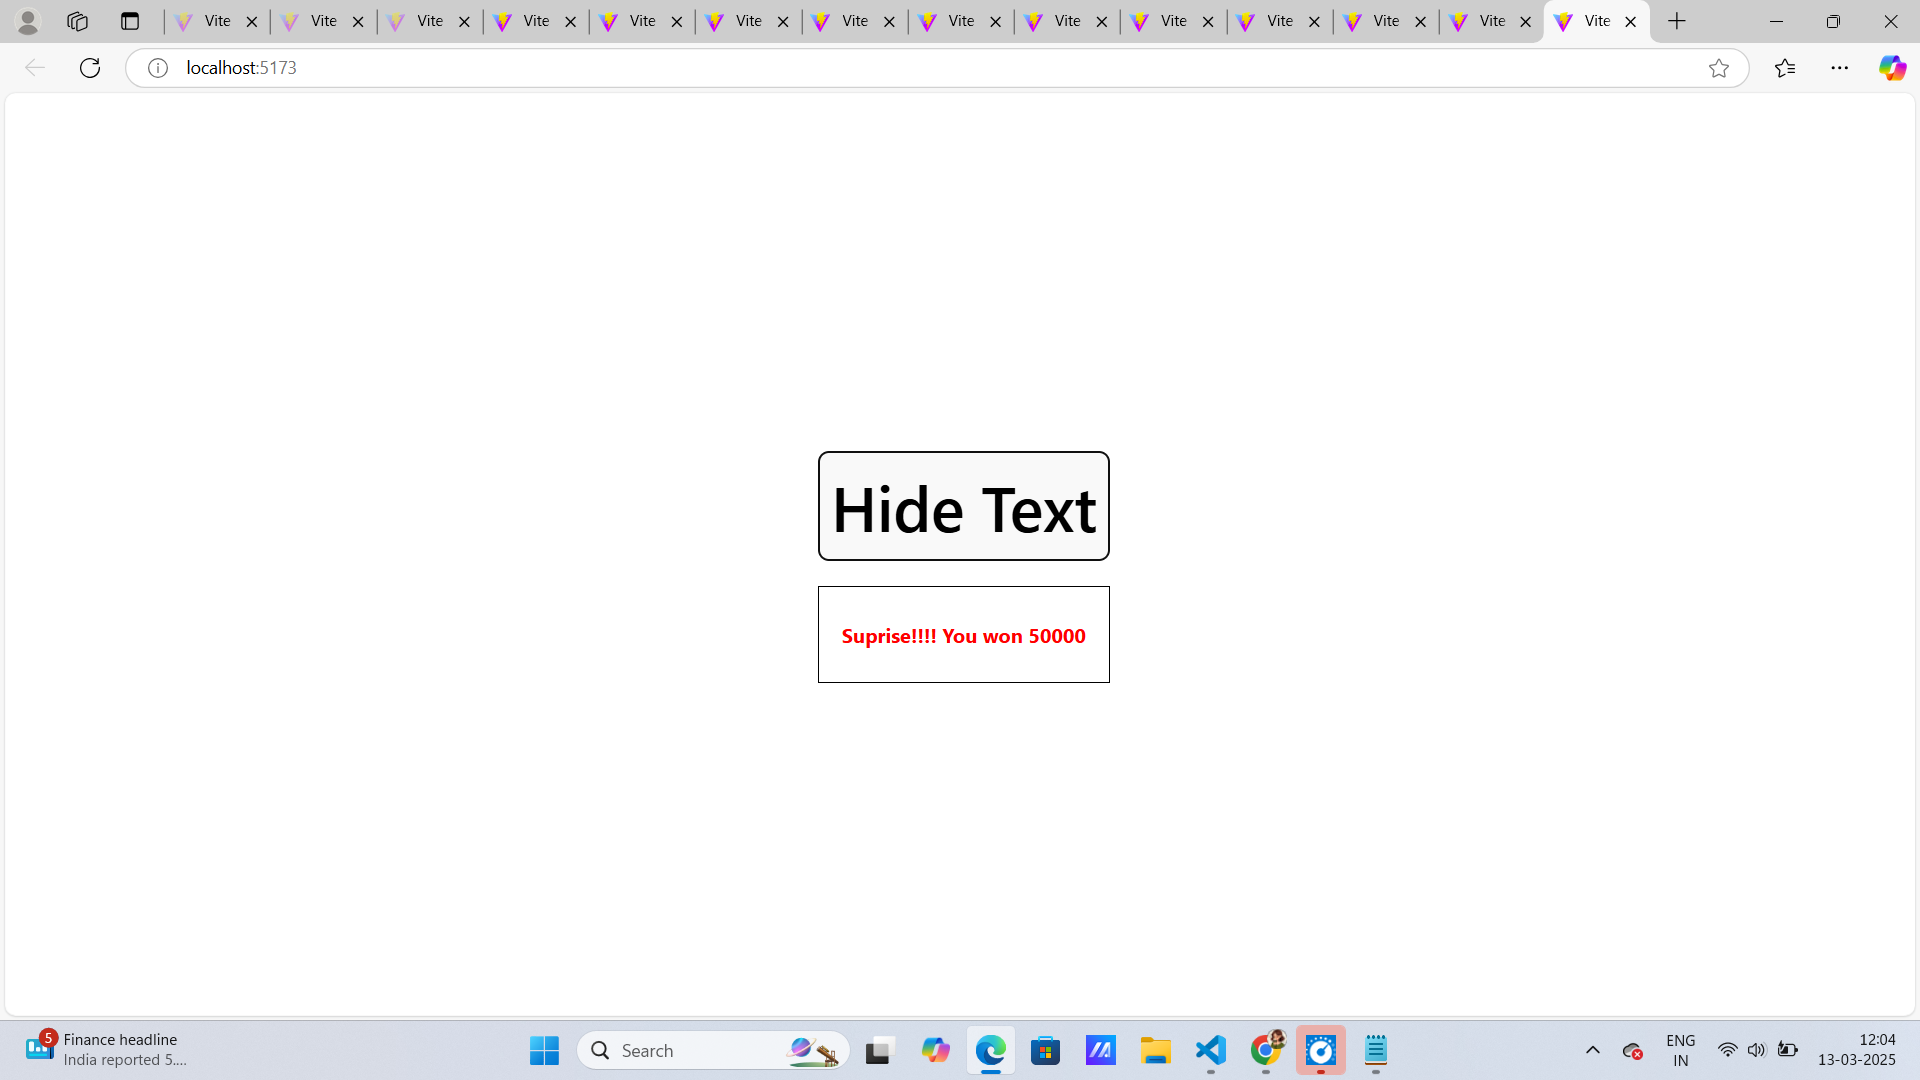 Vite Vite Vite Vite Vite Vite Vite Vite Vite Vite Vite Vite Vite Vite
localhost:5173
Hide Text
Suprise!!!! You won 50000
5
Finance headline
India reported 5....
Search
ENG
IN
12:04
13-03-2025